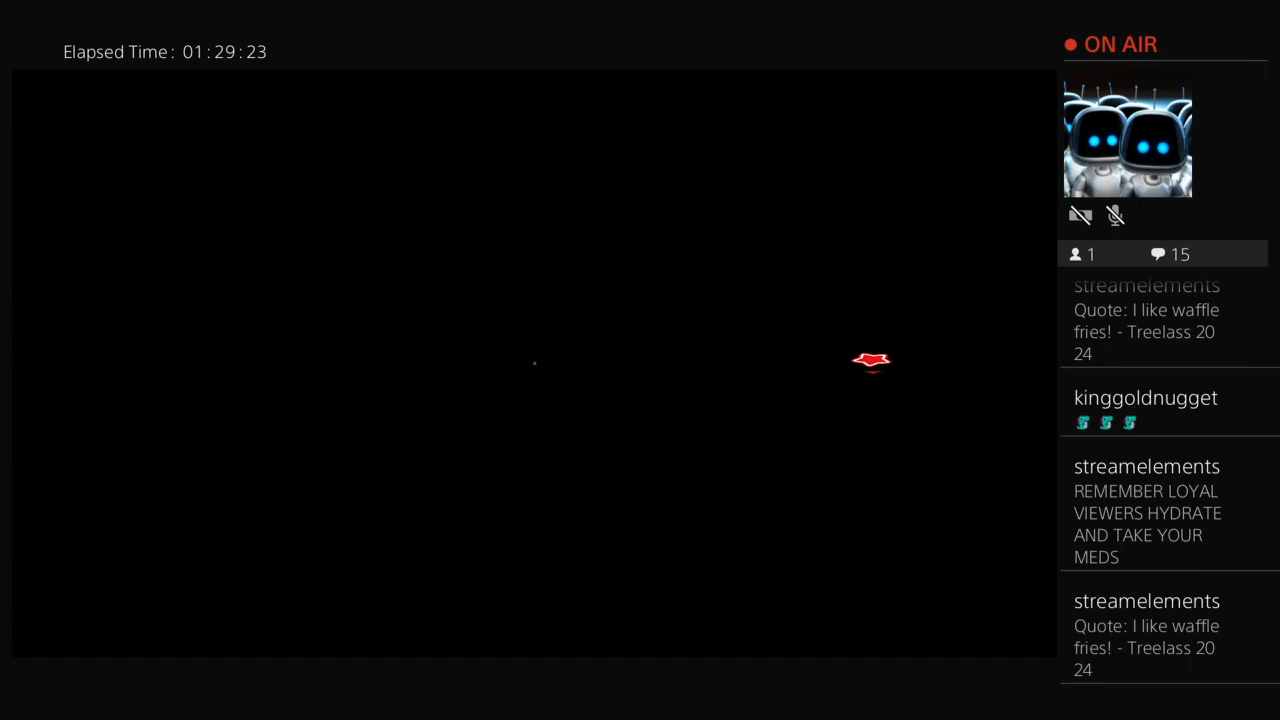 Elapsed Time: 01:29:23
ON AIR
1
15
streamelements
Quote: I like waffle
fries! - Treelass 20
24
kinggoldnugget
streamelements
REMEMBER LOYAL
VIEWERS HYDRATE
AND TAKE YOUR
MEDS
streamelements
Quote: I like waffle
fries! - Treelass 20
24